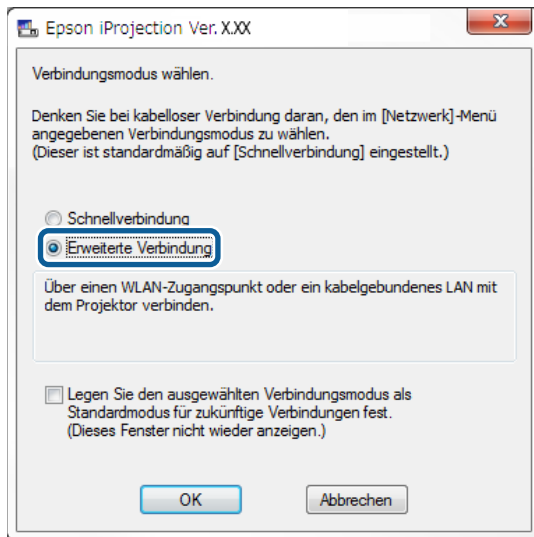 Epson iProjection Ver. X.XX
Verbindungsmodus wählen.
Denken Sie bei kabelloser Verbindung daran, den im [Netzwerk]-Menü
angegebenen Verbindungsmodus zu wählen.
(Dieser ist standardmäßig auf [Schnellverbindung] eingestellt.)
Schnellverbindung
Erweiterte Verbindung
Über einen WLAN-Zugangspunkt oder ein kabelgebundenes LAN mit
dem Projektor verbinden.
Legen Sie den ausgewählten Verbindungsmodus als
Standardmodus für zukünftige Verbindungen fest.
(Dieses Fenster nicht wieder anzeigen.)
OK Abbrechen